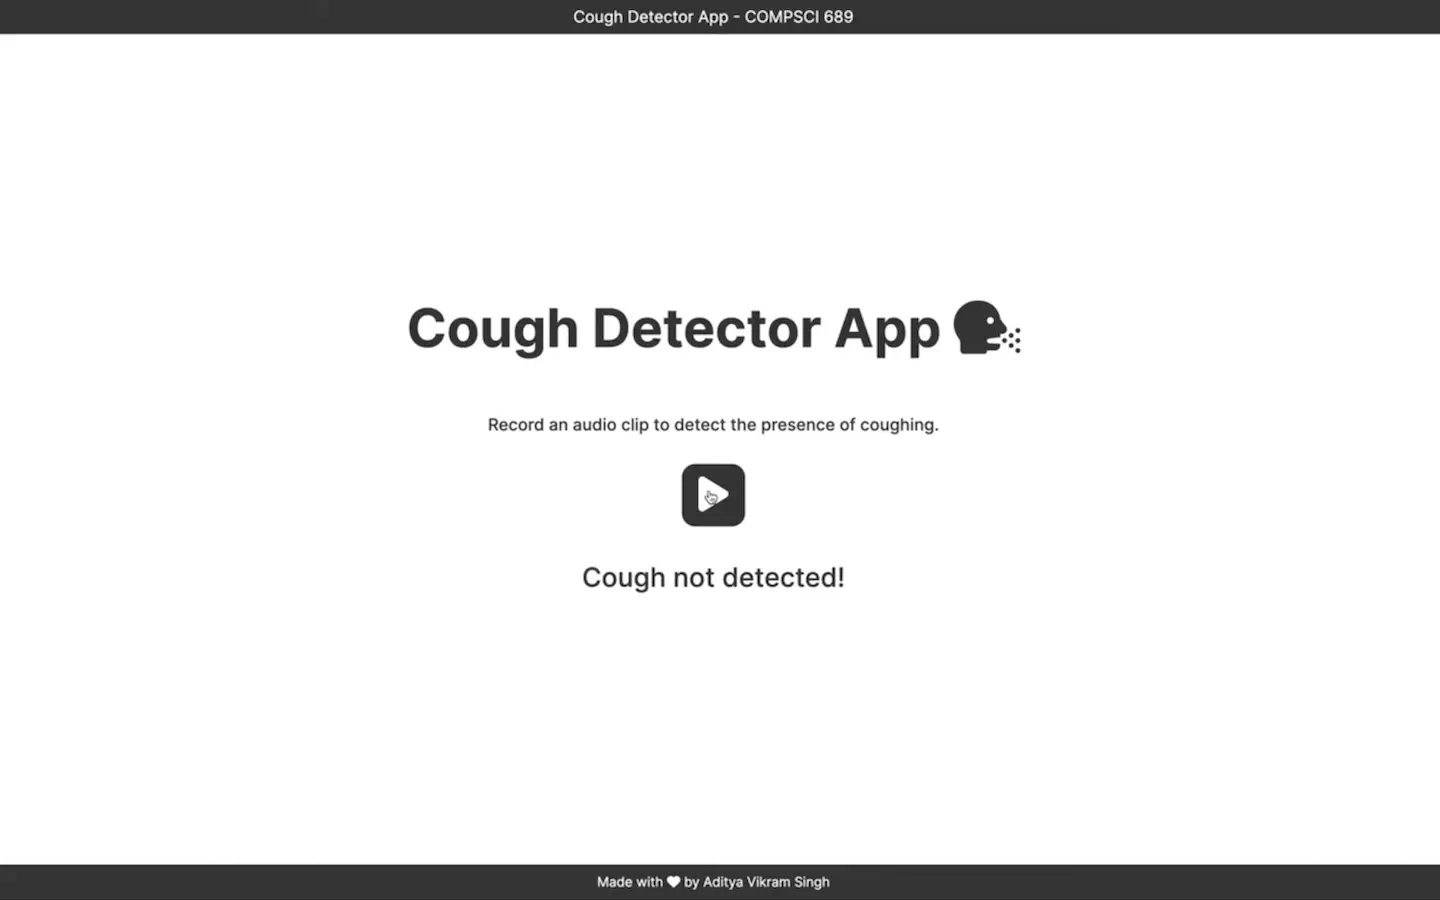 Cough Detector App - COMPSCI 689
Cough Detector App
Record an audio clip to detect the presence of coughing.
Cough not detected!
Made with by Aditya Vikram Singh